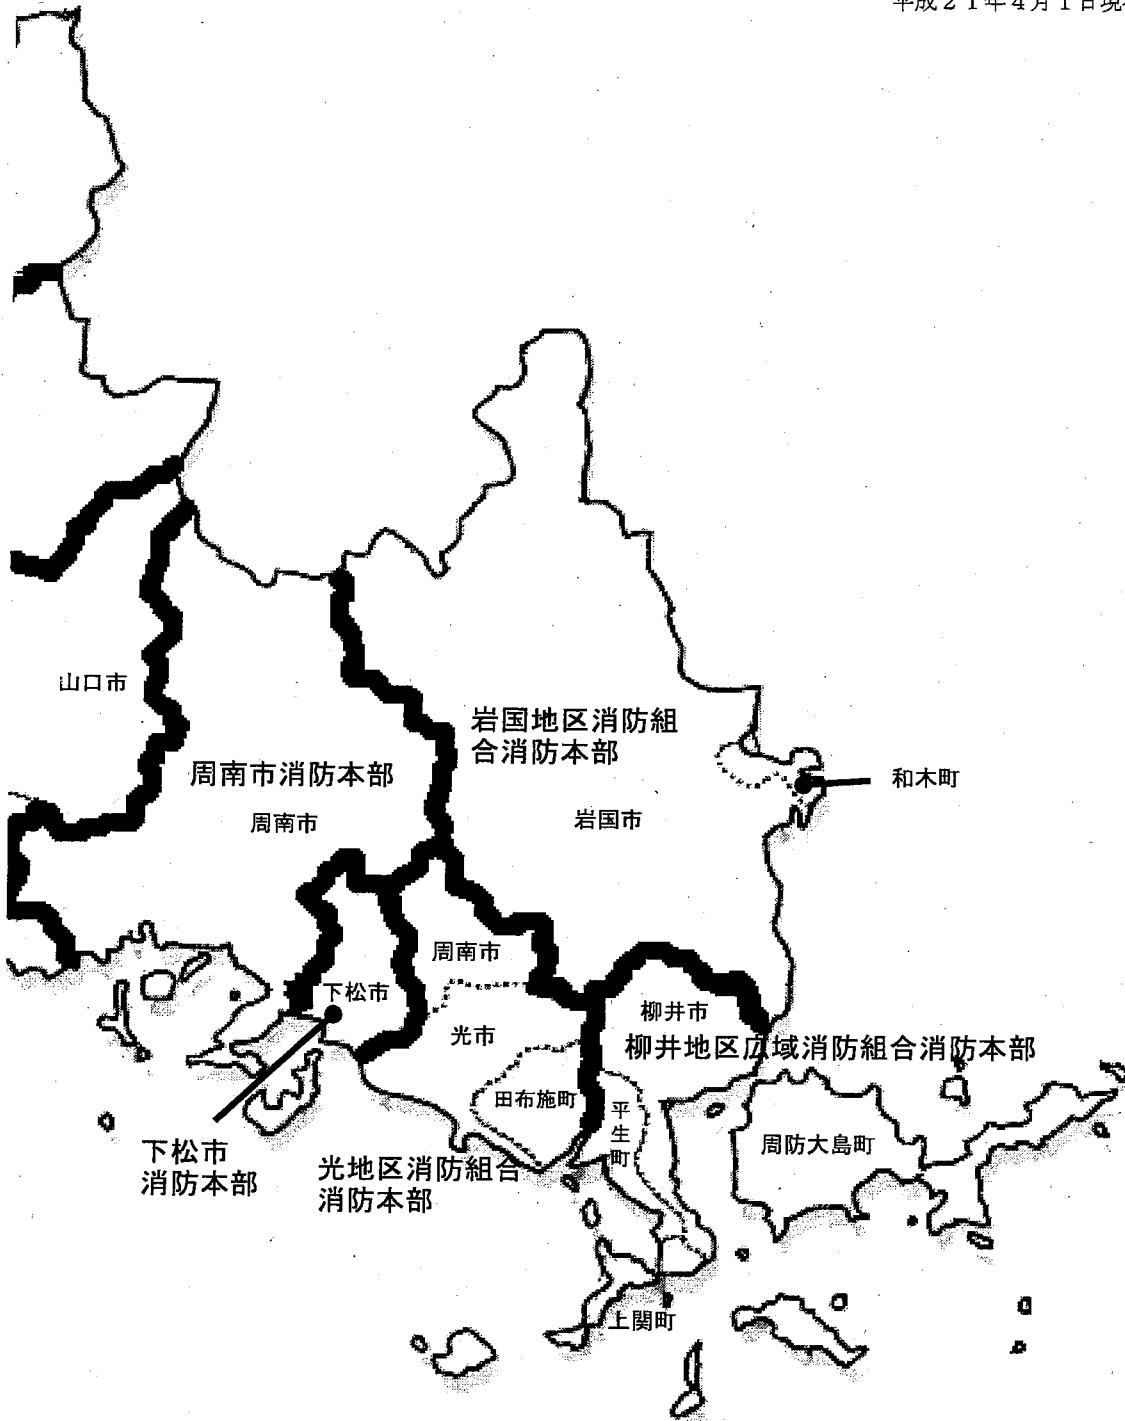 平成２１年４月１日現
山口市
岩国地区消防組
合消防本部
周南市消防本部
和木町
周南市
岩国市
周南市
下松市
柳井市
光市
柳井地区広域消防組合消防本部
田布施町
平生町
周防大島町
下松市
消防本部
光地区消防組合
消防本部
上関町